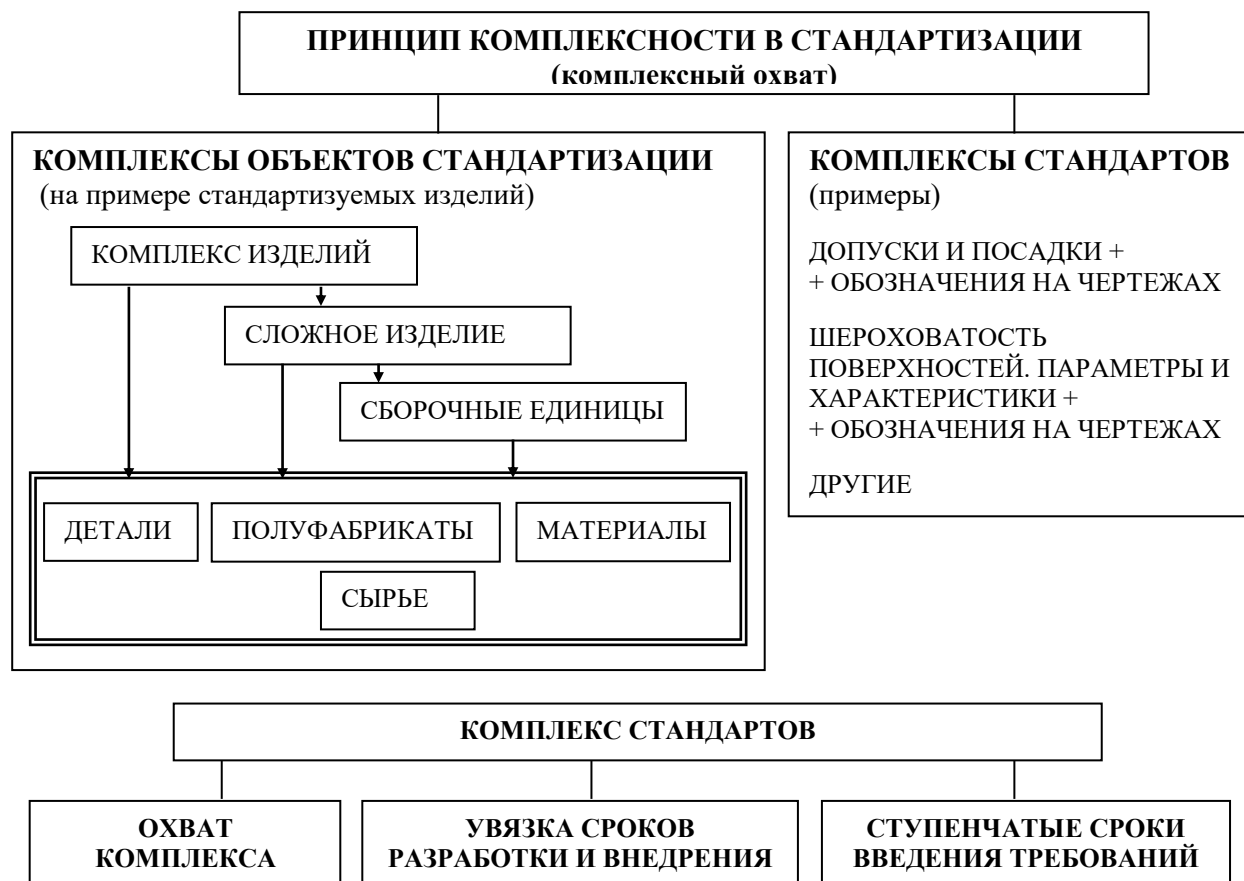 ПРИНЦИП КОМПЛЕКСНОСТИ В СТАНДАРТИЗАЦИИ
(комплексный охват)
КОМПЛЕКСЫ ОБЪЕКТОВ СТАНДАРТИЗАЦИИ
(на примере стандартизуемых изделий)
КОМПЛЕКС ИЗДЕЛИЙ
СЛОЖНОЕ ИЗДЕЛИЕ
СБОРОЧНЫЕ ЕДИНИЦЫ
ДЕТАЛИ
ПОЛУФАБРИКАТЫ
МАТЕРИАЛЫ
СЫРЬЕ
КОМПЛЕКСЫ СТАНДАРТОВ
(примеры)
ДОПУСКИ И ПОСАДКИ +
+ ОБОЗНАЧЕНИЯ НА ЧЕРТЕЖАХ
ШЕРОХОВАТОСТЬ
ПОВЕРХНОСТЕЙ. ПАРАМЕТРЫ И
ХАРАКТЕРИСТИКИ +
+ ОБОЗНАЧЕНИЯ НА ЧЕРТЕЖАХ
ДРУГИЕ
КОМПЛЕКС СТАНДАРТОВ
ОХВАТ
КОМПЛЕКСА
УВЯЗКА СРОКОВ
РАЗРАБОТКИ И ВНЕДРЕНИЯ
СТУПЕНЧАТЫЕ СРОКИ
ВВЕДЕНИЯ ТРЕБОВАНИЙ